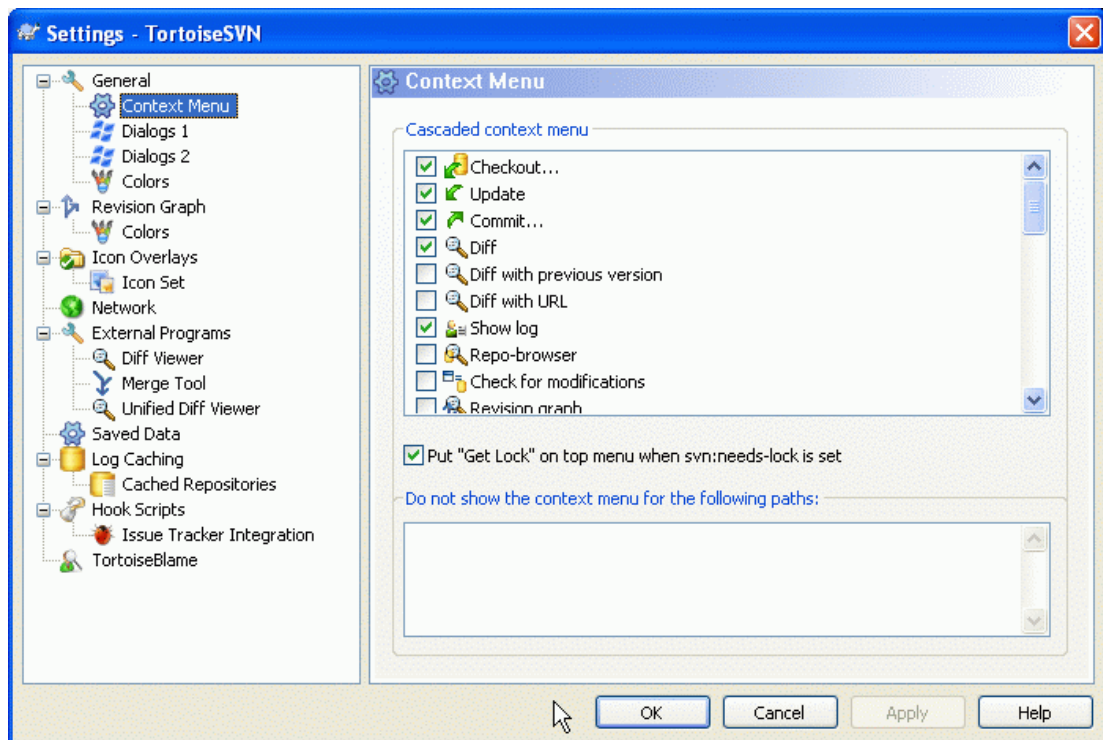 Settings - TortoiseSVN
General
Context Menu
Dialogs 1
Dialogs 2
Colors
Revision Graph
Colors
Icon Overlays
Icon Set
Network
External Programs
Diff Viewer
Merge Tool
Unified Diff Viewer
Saved Data
Log Caching
Cached Repositories
Hook Scripts
Issue Tracker Integration
TortoiseBlame
Context Menu
Cascaded context menu
Checkout...
Update
Commit...
Diff
Diff with previous version
Diff with URL
Show log
Repo-browser
Check for modifications
Revision graph
Put "Get Lock" on top menu when svn:needs-lock is set
Do not show the context menu for the following paths:
OK Cancel Apply Help